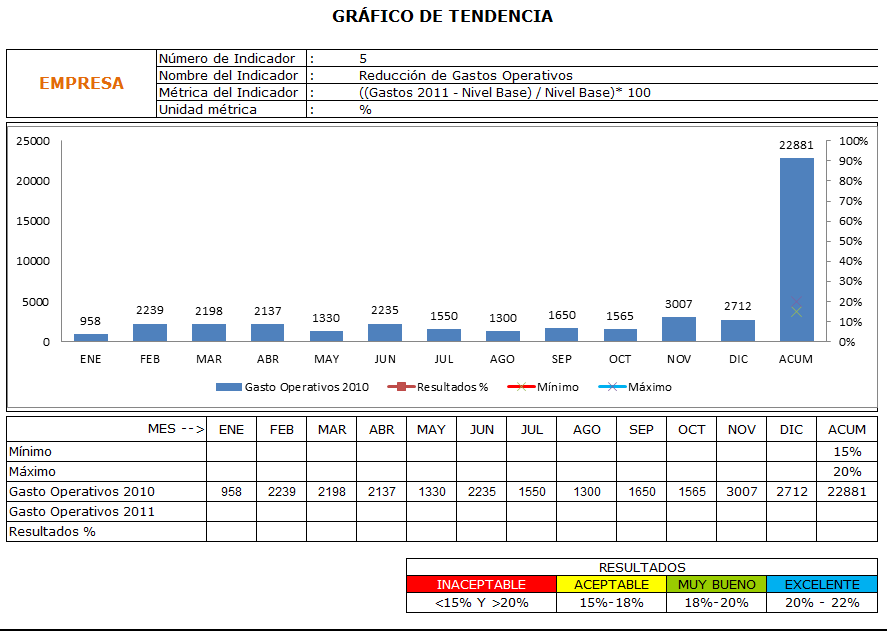 GRÁFICO DE TENDENCIA
EMPRESA
Número de Indicador : 5
Nombre del Indicador : Reducción de Gastos Operativos
Métrica del Indicador : ((Gastos 2011 - Nivel Base) / Nivel Base)* 100
Unidad métrica : %
25000 20000 15000 10000 5000 0
958 2239 2198 2137 1330 2235 1550 1300 1650 1565 3007 2712 22881
100% 90% 80% 70% 60% 50% 40% 30% 20% 10% 0%
ENE FEB MAR ABR MAY JUN JUL AGO SEP OCT NOV DIC ACUM
Gasto Operativos 2010 Resultados % Mínimo Máximo
MES --> ENE FEB MAR ABR MAY JUN JUL AGO SEP OCT NOV DIC ACUM
Mínimo 15%
Máximo 20%
Gasto Operativos 2010 958 2239 2198 2137 1330 2235 1550 1300 1650 1565 3007 2712 22881
Gasto Operativos 2011
Resultados %
RESULTADOS
INACEPTABLE ACEPTABLE MUY BUENO EXCELENTE
<15% Y >20% 15%-18% 18%-20% 20% - 22%